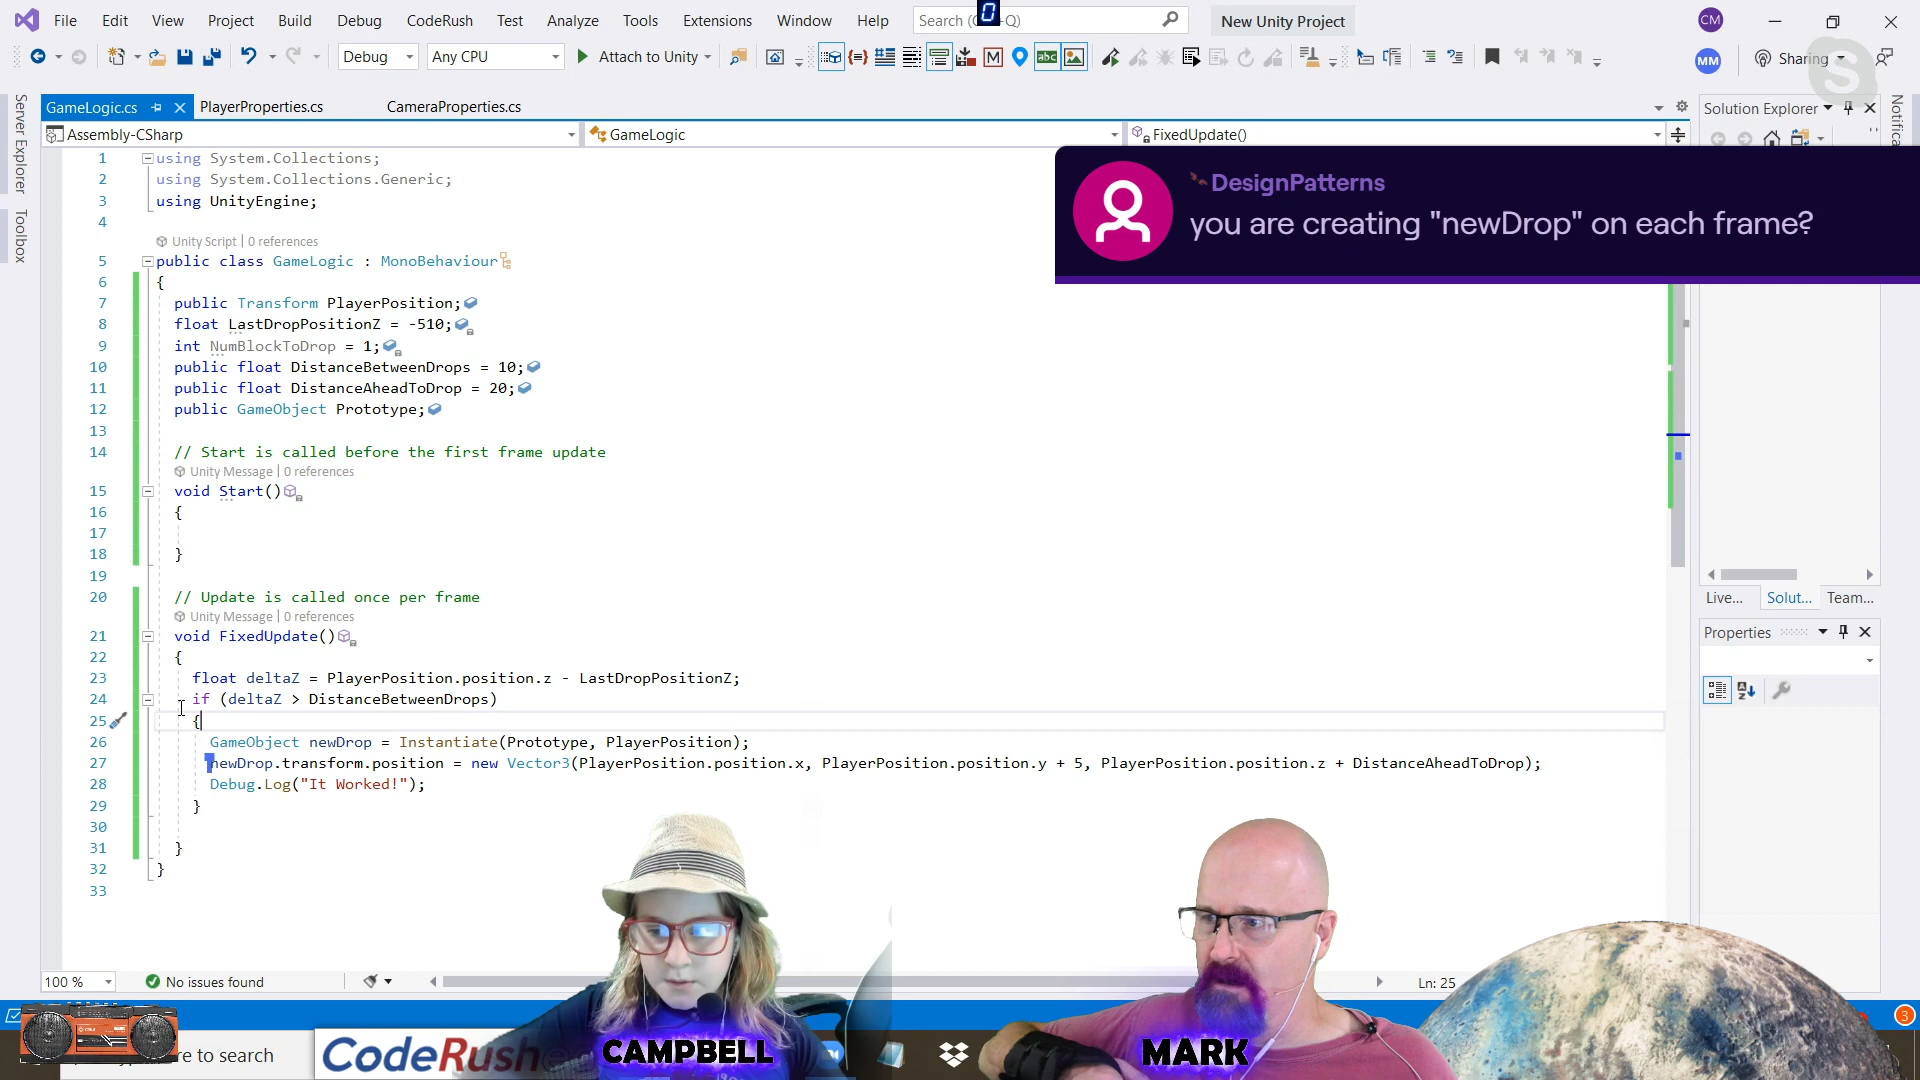 File Edit View Project Build Debug CodeRush Test Analyze Tools Extensions Window Help
New Unity Project
CM
Debug
Any CPU
Attach to Unity
MM
Sharing
Server Explorer
Toolbox
GameLogic.cs
PlayerProperties.cs
CameraProperties.cs
Solution Explorer
Assembly-CSharp
GameLogic
FixedUpdate()
DesignPatterns
you are creating "newDrop" on each frame?
1 using System.Collections;
2 using System.Collections.Generic;
3 using UnityEngine;
4
Unity Script | 0 references
5 public class GameLogic : MonoBehaviour
6 {
7 public Transform PlayerPosition;
8 float LastDropPositionZ = -510;
9 int NumBlockToDrop = 1;
10 public float DistanceBetweenDrops = 10;
11 public float DistanceAheadToDrop = 20;
12 public GameObject Prototype;
13
14 // Start is called before the first frame update
Unity Message | 0 references
15 void Start()
16 {
17
18 }
19
20 // Update is called once per frame
Unity Message | 0 references
21 void FixedUpdate()
22 {
23 float deltaZ = PlayerPosition.position.z - LastDropPositionZ;
24 if (deltaZ > DistanceBetweenDrops)
25 {
26 GameObject newDrop = Instantiate(Prototype, PlayerPosition);
27 newDrop.transform.position = new Vector3(PlayerPosition.position.x, PlayerPosition.position.y + 5, PlayerPosition.position.z + DistanceAheadToDrop);
28 Debug.Log("It Worked!");
29 }
30
31 }
32 }
33
Live... Solut... Team...
Properties
100 %
No issues found
Ln: 25
3
re to search
CodeRush
CAMPBELL
MARK